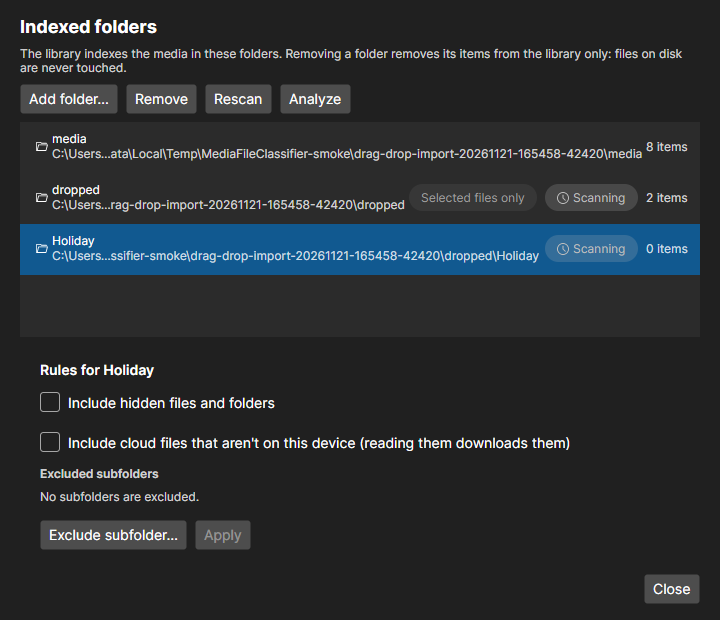 Indexed folders
The library indexes the media in these folders. Removing a folder removes its items from the library only: files on disk
are never touched.
Add folder... Remove Rescan Analyze
media
C:\Users...ata\Local\Temp\MediaFileClassifier-smoke\drag-drop-import-20261121-165458-42420\media 8 items
dropped
C:\Users...rag-drop-import-20261121-165458-42420\dropped Selected files only Scanning 2 items
Holiday
C:\Users...ssifier-smoke\drag-drop-import-20261121-165458-42420\dropped\Holiday Scanning 0 items
Rules for Holiday
Include hidden files and folders
Include cloud files that aren't on this device (reading them downloads them)
Excluded subfolders
No subfolders are excluded.
Exclude subfolder... Apply
Close